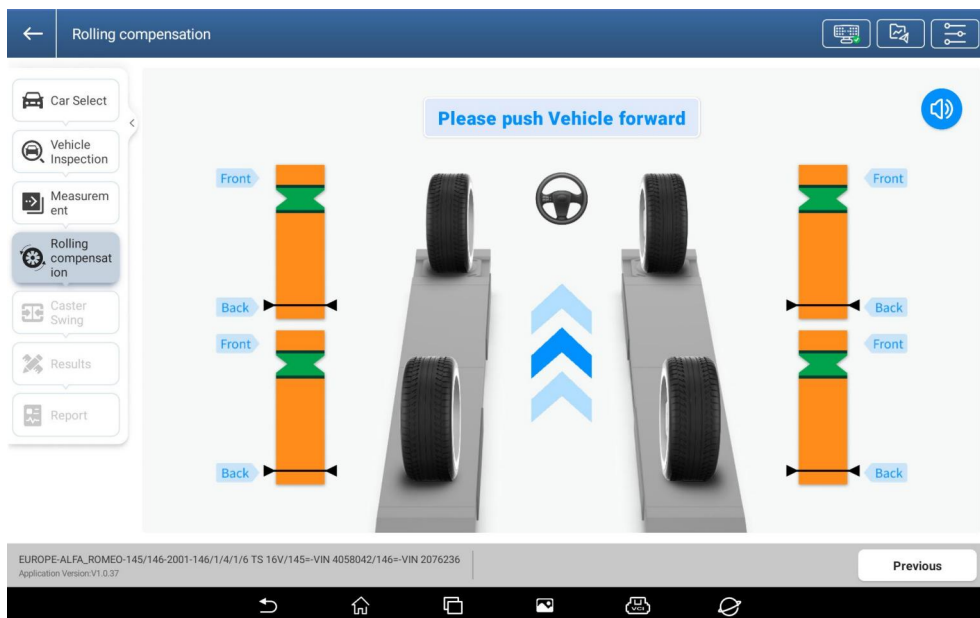 Rolling compensation
Car Select
Vehicle
Inspection
Measurem
ent
Rolling
compensat
ion
Caster
Swing
Results
Report
Please push Vehicle forward
Front
Front
Back
Back
Front
Front
Back
Back
EUROPE-ALFA_ROMEO-145/146-2001-146/1/4/1/6 TS 16V/145=-VIN 4058042/146=-VIN 2076236
Application Version:V1.0.37
Previous
VCI